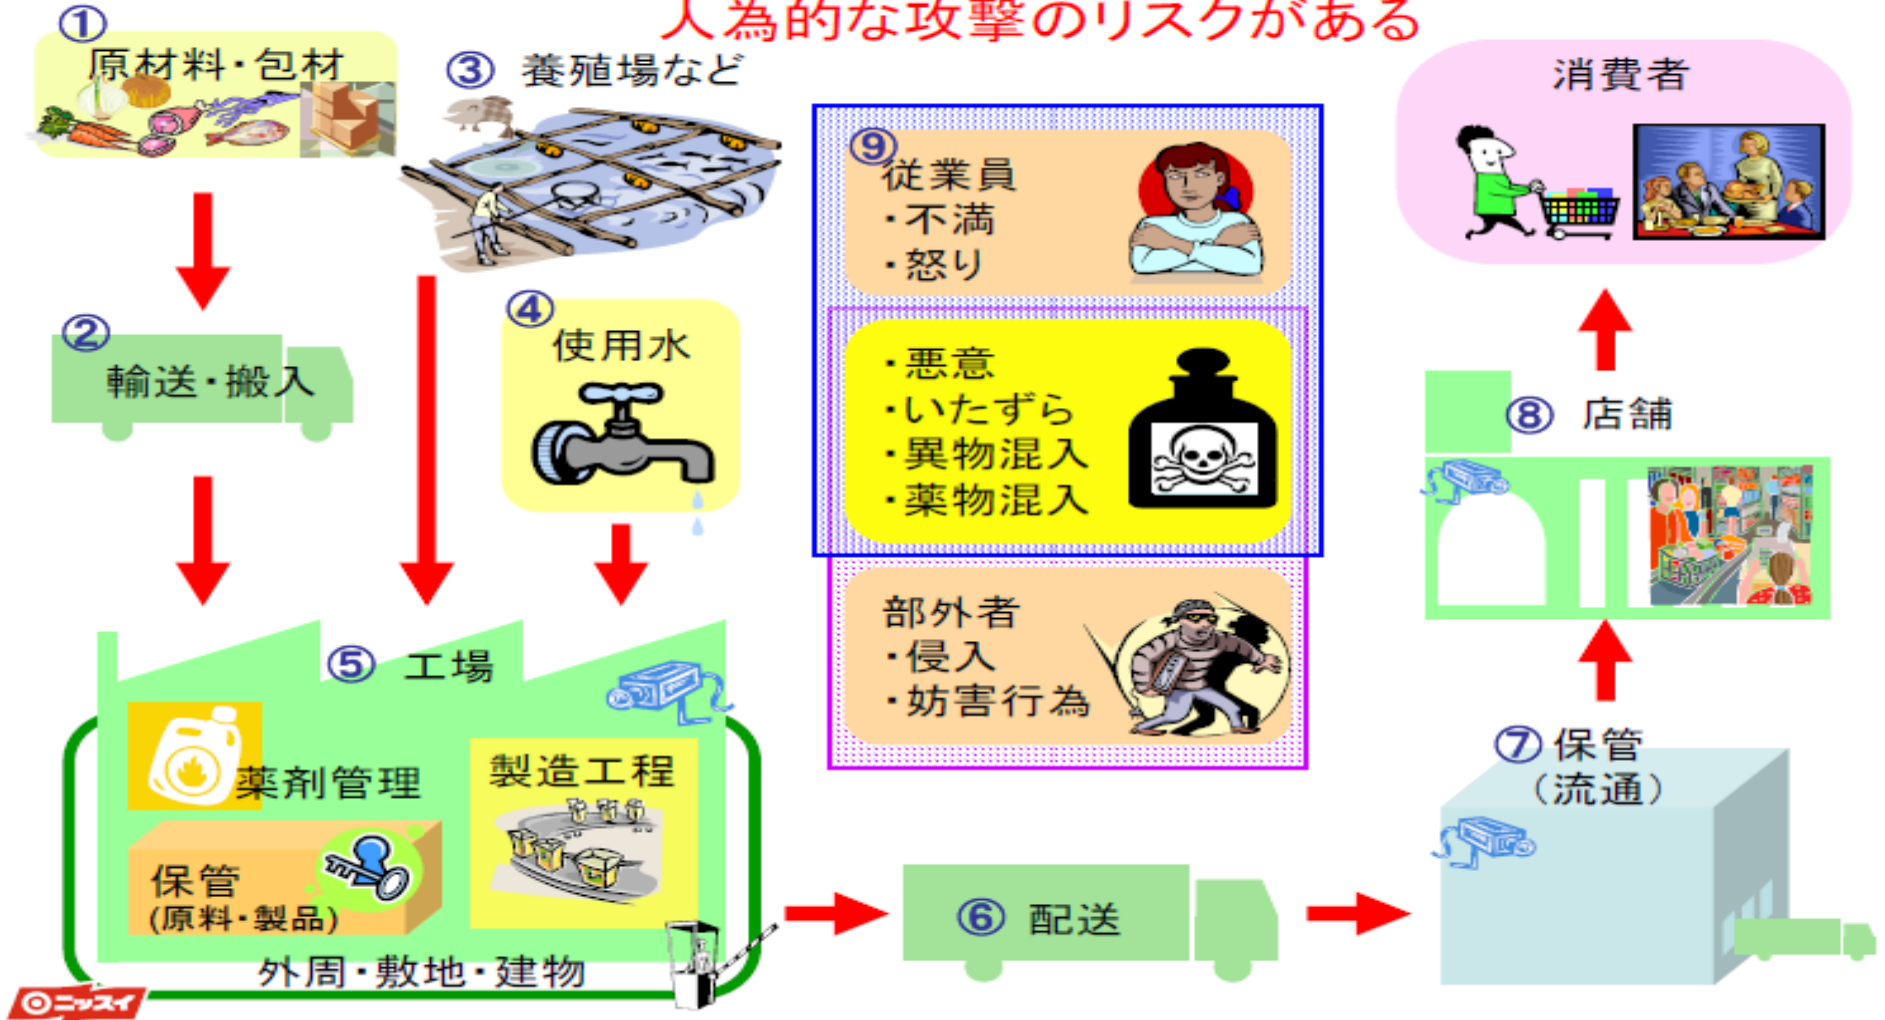 人為的な攻撃のリスクがある
①
原材料・包材
③ 養殖場など
⑨
従業員
・不満
・怒り
消費者
②
輸送・搬入
④
使用水
・悪意
・いたずら
・異物混入
・薬物混入
⑧ 店舗
部外者
・侵入
・妨害行為
⑤ 工場
薬剤管理
製造工程
保管
(原料・製品)
外周・敷地・建物
⑥ 配送
⑦ 保管
（流通）
ニッスイ